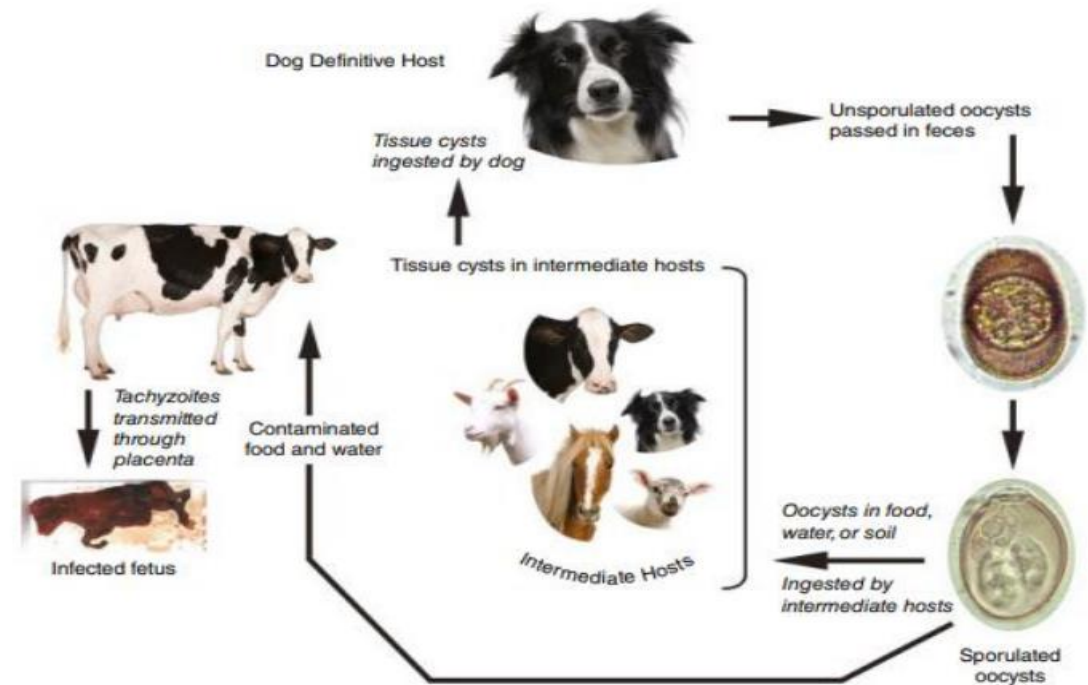 Dog Definitive Host
Tissue cysts
ingested by dog
Unsporulated oocysts
passed in feces
Tissue cysts in intermediate hosts
Tachyzoites
transmitted
through
placenta
Contaminated
food and water
Infected fetus
Intermediate Hosts
Oocysts in food,
water, or soil
Ingested by
intermediate hosts
Sporulated
oocysts